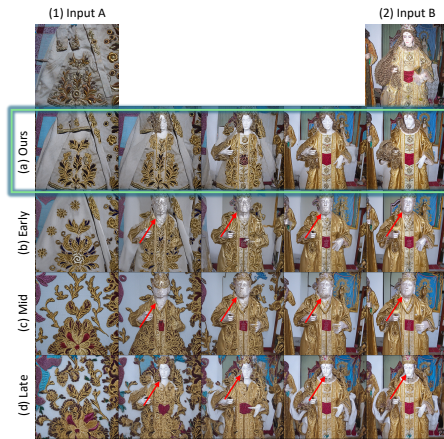 (1) Input A
(2) Input B
(a) Ours
(b) Early
(c) Mid
(d) Late